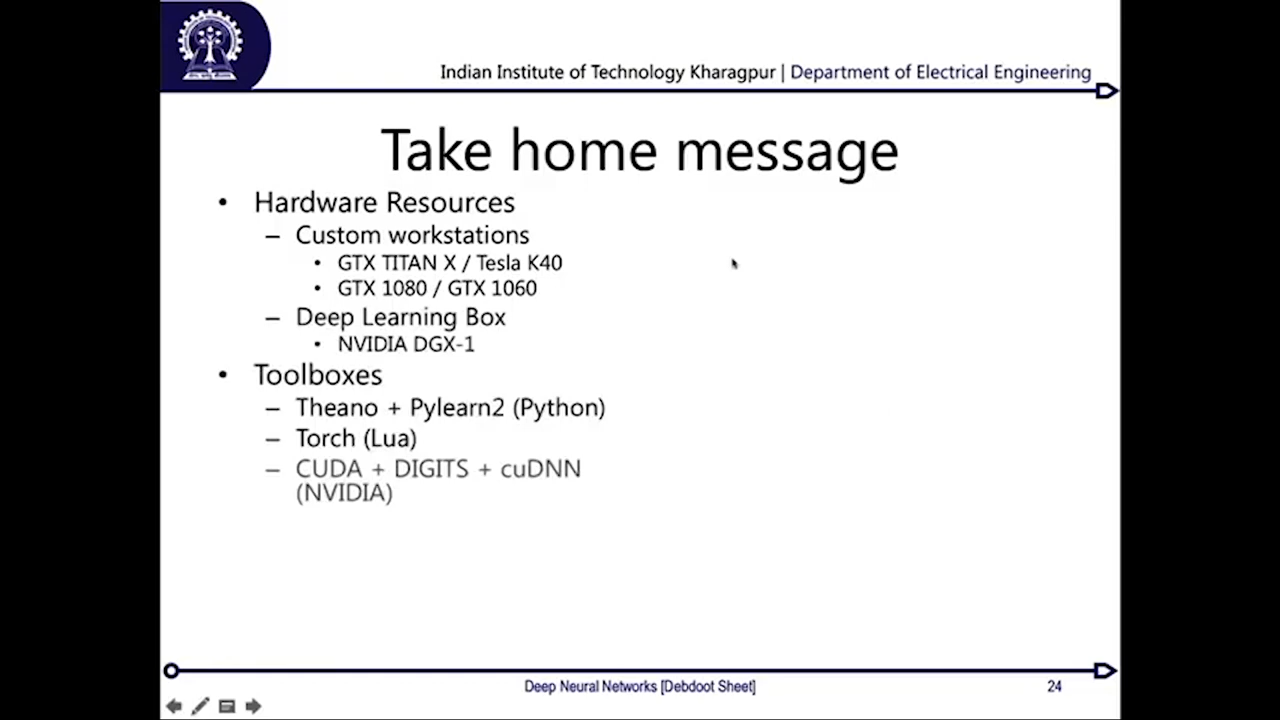 Indian Institute of Technology Kharagpur | Department of Electrical Engineering
Take home message
• Hardware Resources
– Custom workstations
• GTX TITAN X / Tesla K40
• GTX 1080 / GTX 1060
– Deep Learning Box
• NVIDIA DGX-1
• Toolboxes
– Theano + Pylearn2 (Python)
– Torch (Lua)
– CUDA + DIGITS + cuDNN
(NVIDIA)
Deep Neural Networks [Debdoot Sheet]
24